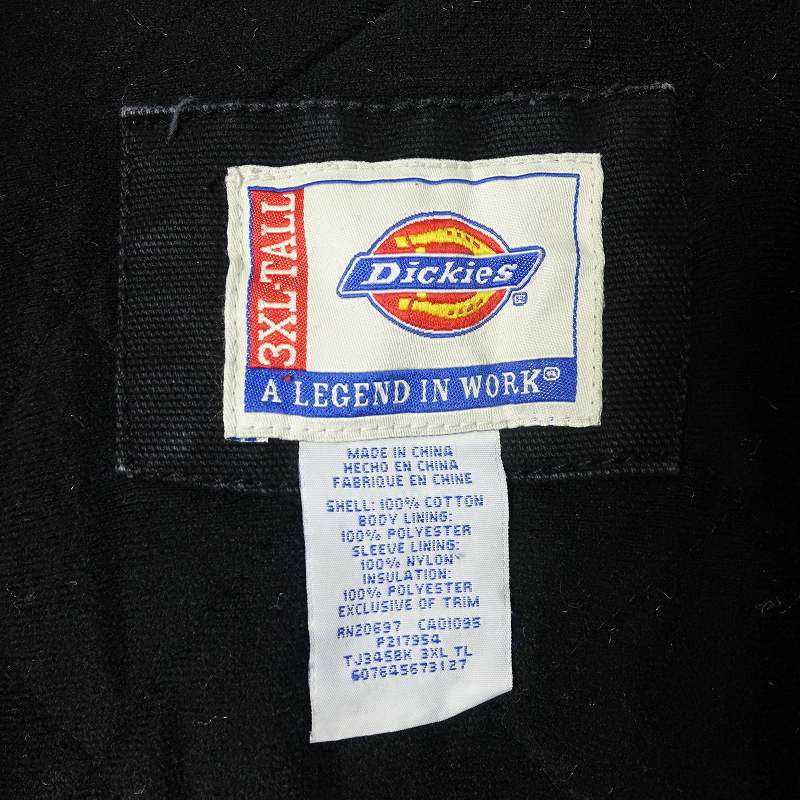 3XL-TALL
Dickies
A LEGEND IN WORK®
MADE IN CHINA
HECHO EN CHINA
FABRIQUE EN CHINE
SHELL: 100% COTTON
BODY LINING:
100% POLYESTER
SLEEVE LINING:
100% NYLON
INSULATION:
100% POLYESTER
EXCLUSIVE OF TRIM
RN20697 CA01095
P217954
TJ345BK 3XL TL
607645673127